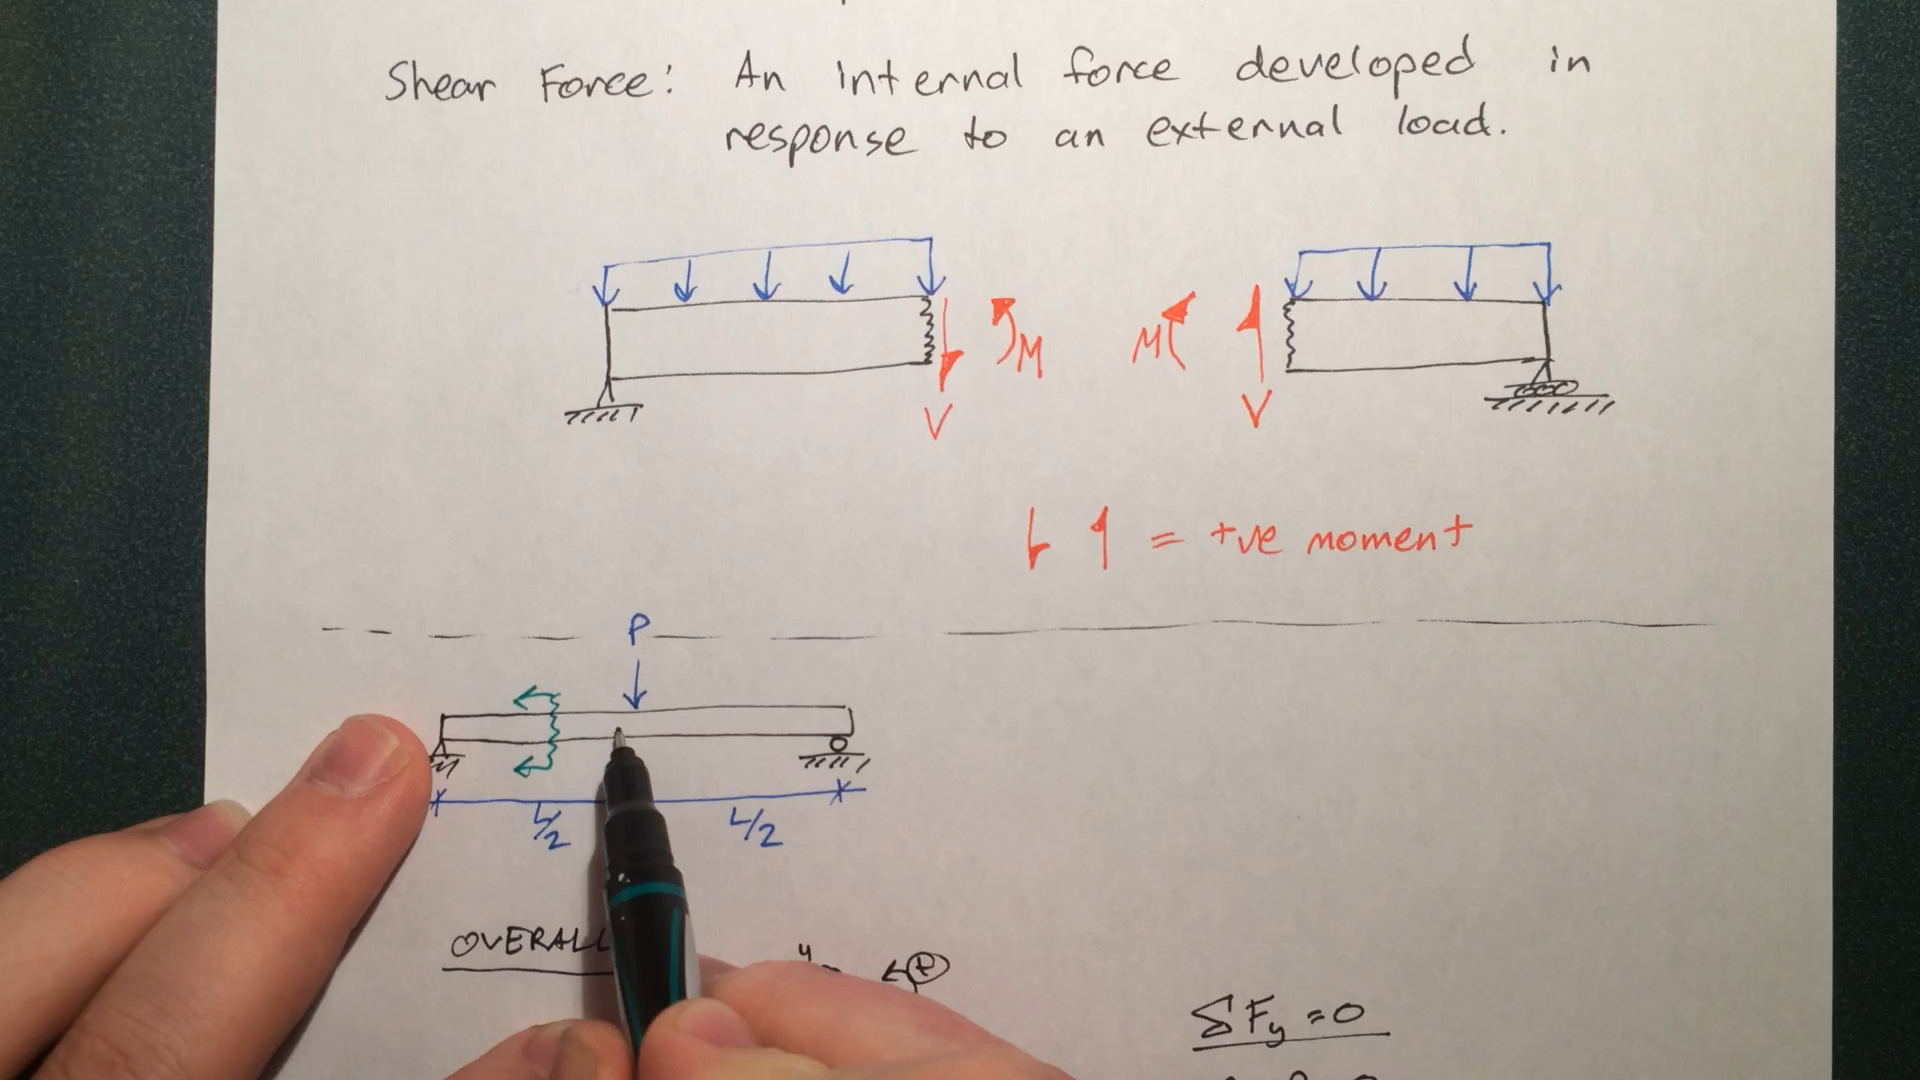 Shear Force: An internal force developed in
response to an external load.
M M
V V
= +ve moment
P
L/2 L/2
OVERALL
y +
ΣFy = 0